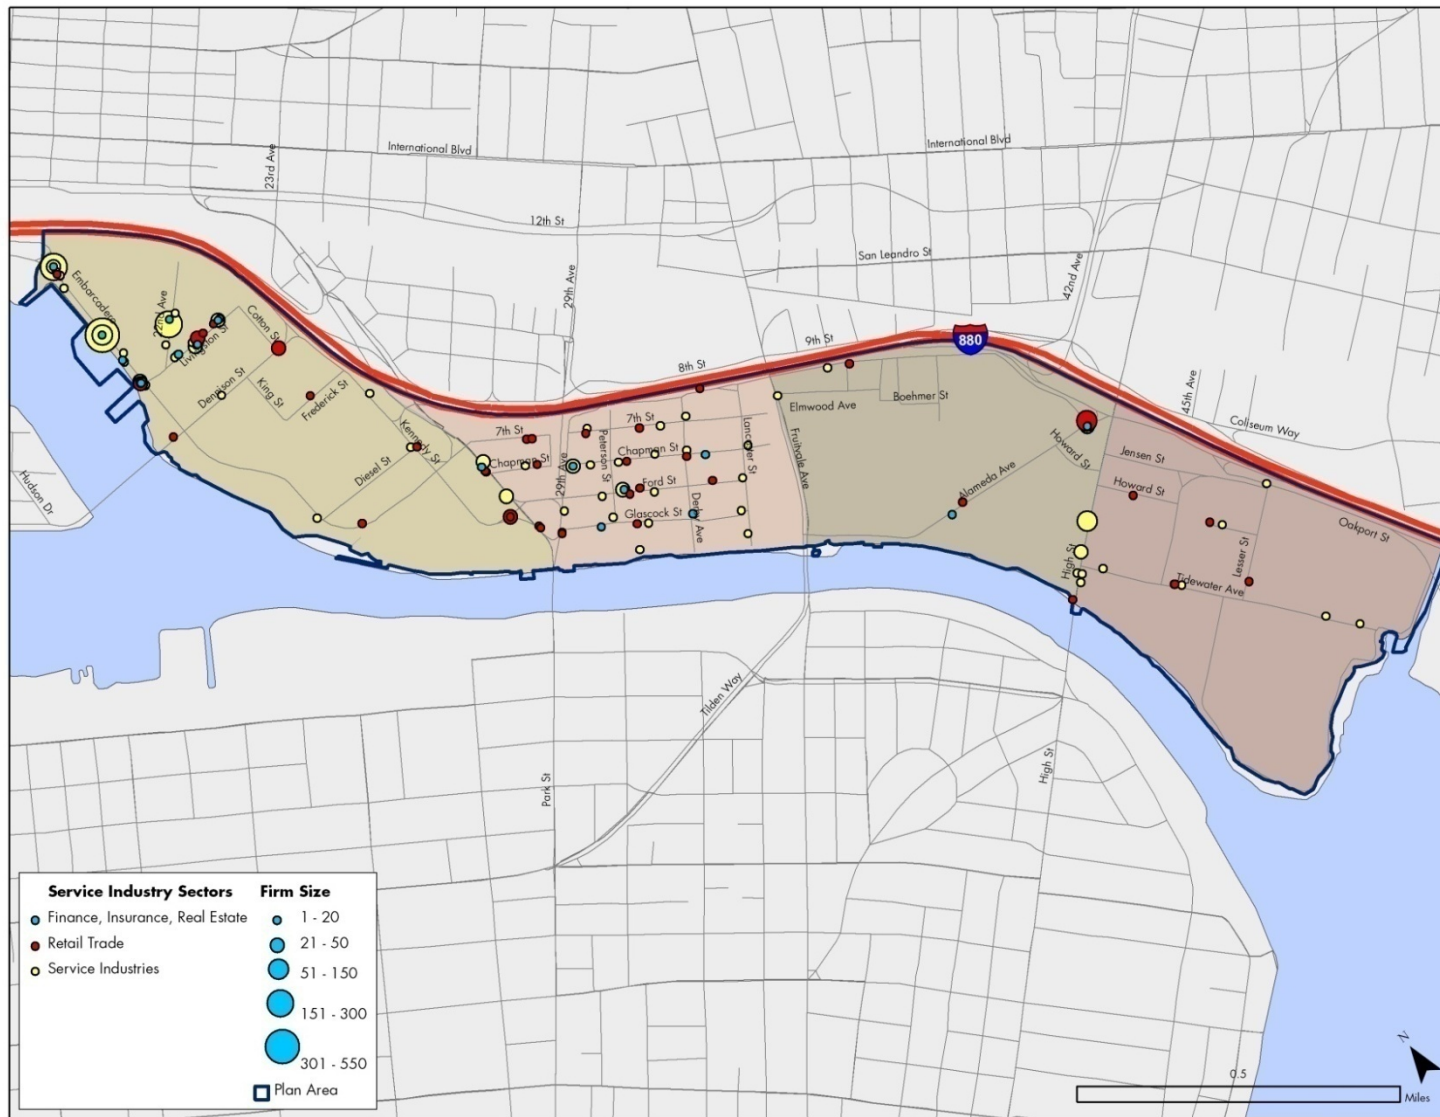 International Blvd
International Blvd
23rd Ave
12th St
29th Ave
San Leandro St
42nd Ave
Embarcadero
22nd Ave
Livingston St
Cotton St
880
9th St
8th St
45th Ave
Coliseum Way
Dennison St
King St
Frederick St
Kennedy St
Diesel St
Elmwood Ave
Boehmer St
7th St
7th St
Chapman St
Chapman St
29th Ave
Peterson St
Ford St
Glascock St
Derby Ave
Lancaster St
Fruitvale Ave
Alameda Ave
Howard St
Jensen St
Howard St
Oakport St
Lesser St
High St
Tidewater Ave
Hudson Dr
Tilden Way
Park St
High St
Service Industry Sectors
Finance, Insurance, Real Estate
Retail Trade
Service Industries
Firm Size
1 - 20
21 - 50
51 - 150
151 - 300
301 - 550
Plan Area
N
0.5
Miles